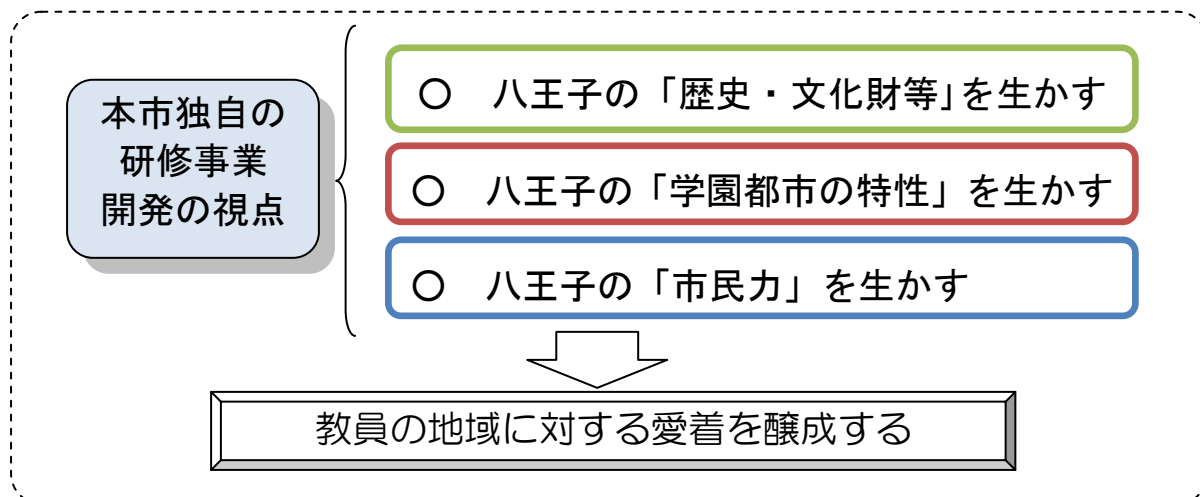 本市独自の
研修事業
開発の視点
○　八王子の「歴史・文化財等」を生かす
○　八王子の「学園都市の特性」を生かす
○　八王子の「市民力」を生かす
教員の地域に対する愛着を醸成する